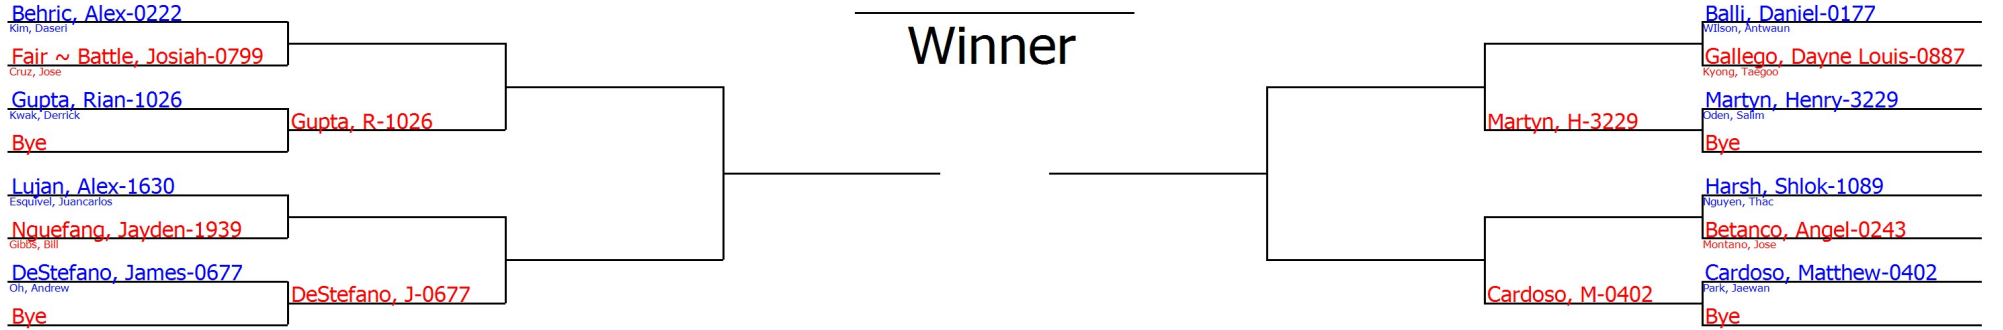 Behric, Alex-0222
Kim, Daseri
Fair ~ Battle, Josiah-0799
Cruz, Jose
Gupta, Rian-1026
Kwak, Derrick
Bye
Gupta, R-1026
Lujan, Alex-1630
Esquivel, Juancarlos
Nguefang, Jayden-1939
Gibbs, Bill
DeStefano, James-0677
Oh, Andrew
Bye
DeStefano, J-0677
Winner
Martyn, H-3229
Cardoso, M-0402
Balli, Daniel-0177
WIlson, Antwaun
Gallego, Dayne Louis-0887
Kyong, Taegoo
Martyn, Henry-3229
Oden, Salim
Bye
Harsh, Shlok-1089
Nguyen, Thac
Betanco, Angel-0243
Montano, Jose
Cardoso, Matthew-0402
Park, Jaewan
Bye